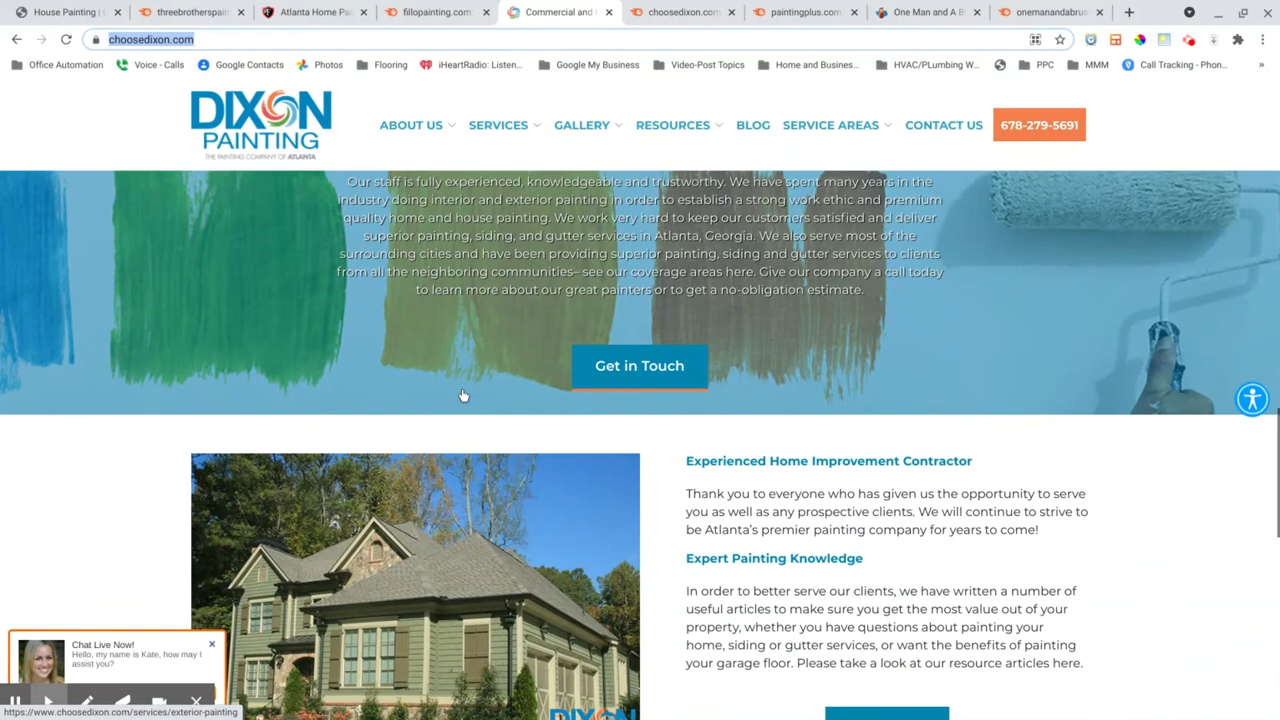 House Painting |
threebrotherspain
Atlanta Home Pa
fillopainting.com
Commercial and
choosedixon.com
paintingplus.com
One Man and A B
onemanandabrus
choosedixon.com
Office Automation
Voice - Calls
Google Contacts
Photos
Flooring
iHeartRadio: Listen...
Google My Business
Video-Post Topics
Home and Busines...
HVAC/PLumbing W...
PPC
MMM
Call Tracking - Phon...
»
DIXON
PAINTING
THE PAINTING COMPANY OF ATLANTA
ABOUT US
SERVICES
GALLERY
RESOURCES
BLOG
SERVICE AREAS
CONTACT US
678-279-5691
Our staff is fully experienced, knowledgeable and trustworthy. We have spent many years in the
industry doing interior and exterior painting in order to establish a strong work ethic and premium
quality home and house painting. We work very hard to keep our customers satisfied and deliver
superior painting, siding, and gutter services in Atlanta, Georgia. We also serve most of the
surrounding cities and have been providing superior painting, siding and gutter services to clients
from all the neighboring communities– see our coverage areas here. Give our company a call today
to learn more about our great painters or to get a no-obligation estimate.
Get in Touch
Experienced Home Improvement Contractor
Thank you to everyone who has given us the opportunity to serve
you as well as any prospective clients. We will continue to strive to
be Atlanta's premier painting company for years to come!
Expert Painting Knowledge
In order to better serve our clients, we have written a number of
useful articles to make sure you get the most value out of your
property, whether you have questions about painting your
home, siding or gutter services, or want the benefits of painting
your garage floor. Please take a look at our resource articles here.
Chat Live Now!
Hello, my name is Kate, how may I
assist you?
DIXON
https://www.choosedixon.com/services/exterior-painting